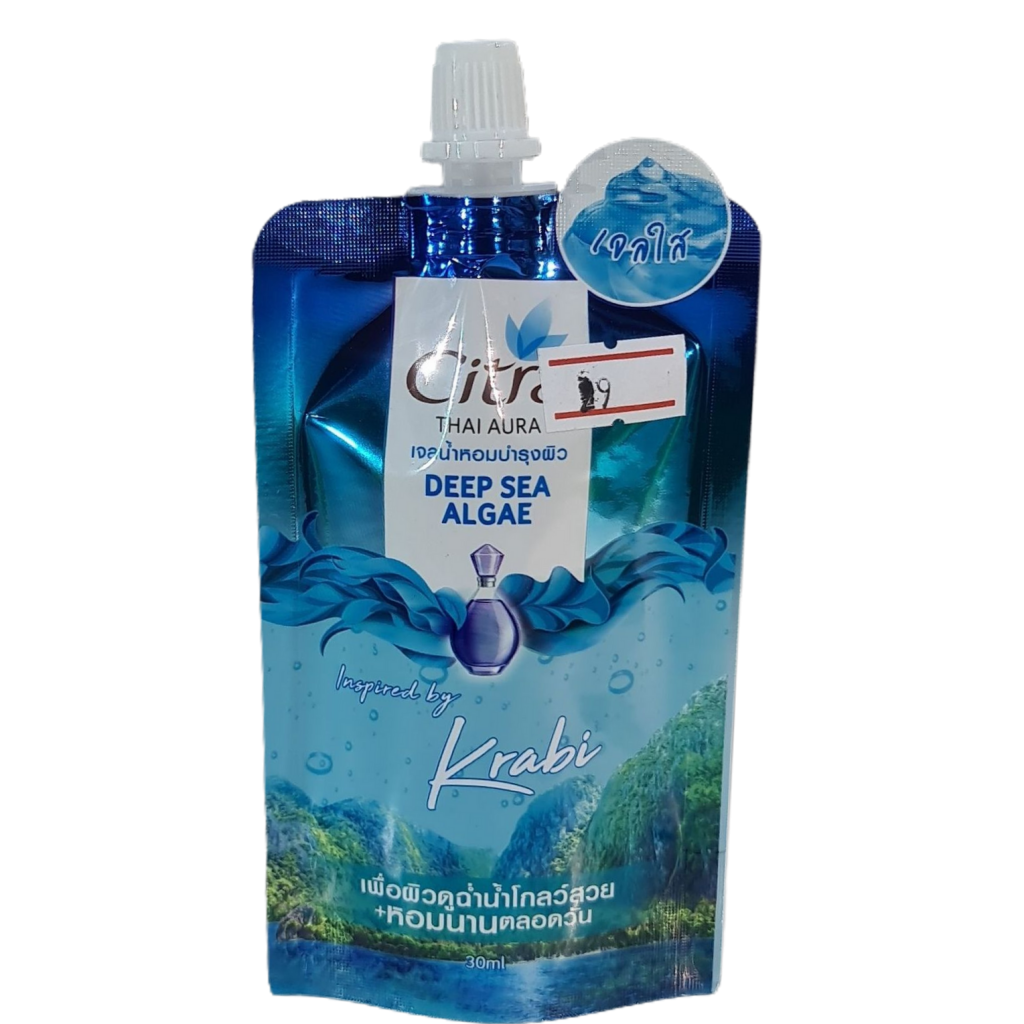 เจลใส
Citra
THAI AURA
เจลน้ำหอมบำรุงผิว
DEEP SEA
ALGAE
Inspired by
Krabi
เพื่อผิวดูฉ่ำน้ำโกลว์สวย
+หอมนานตลอดวัน
30ml